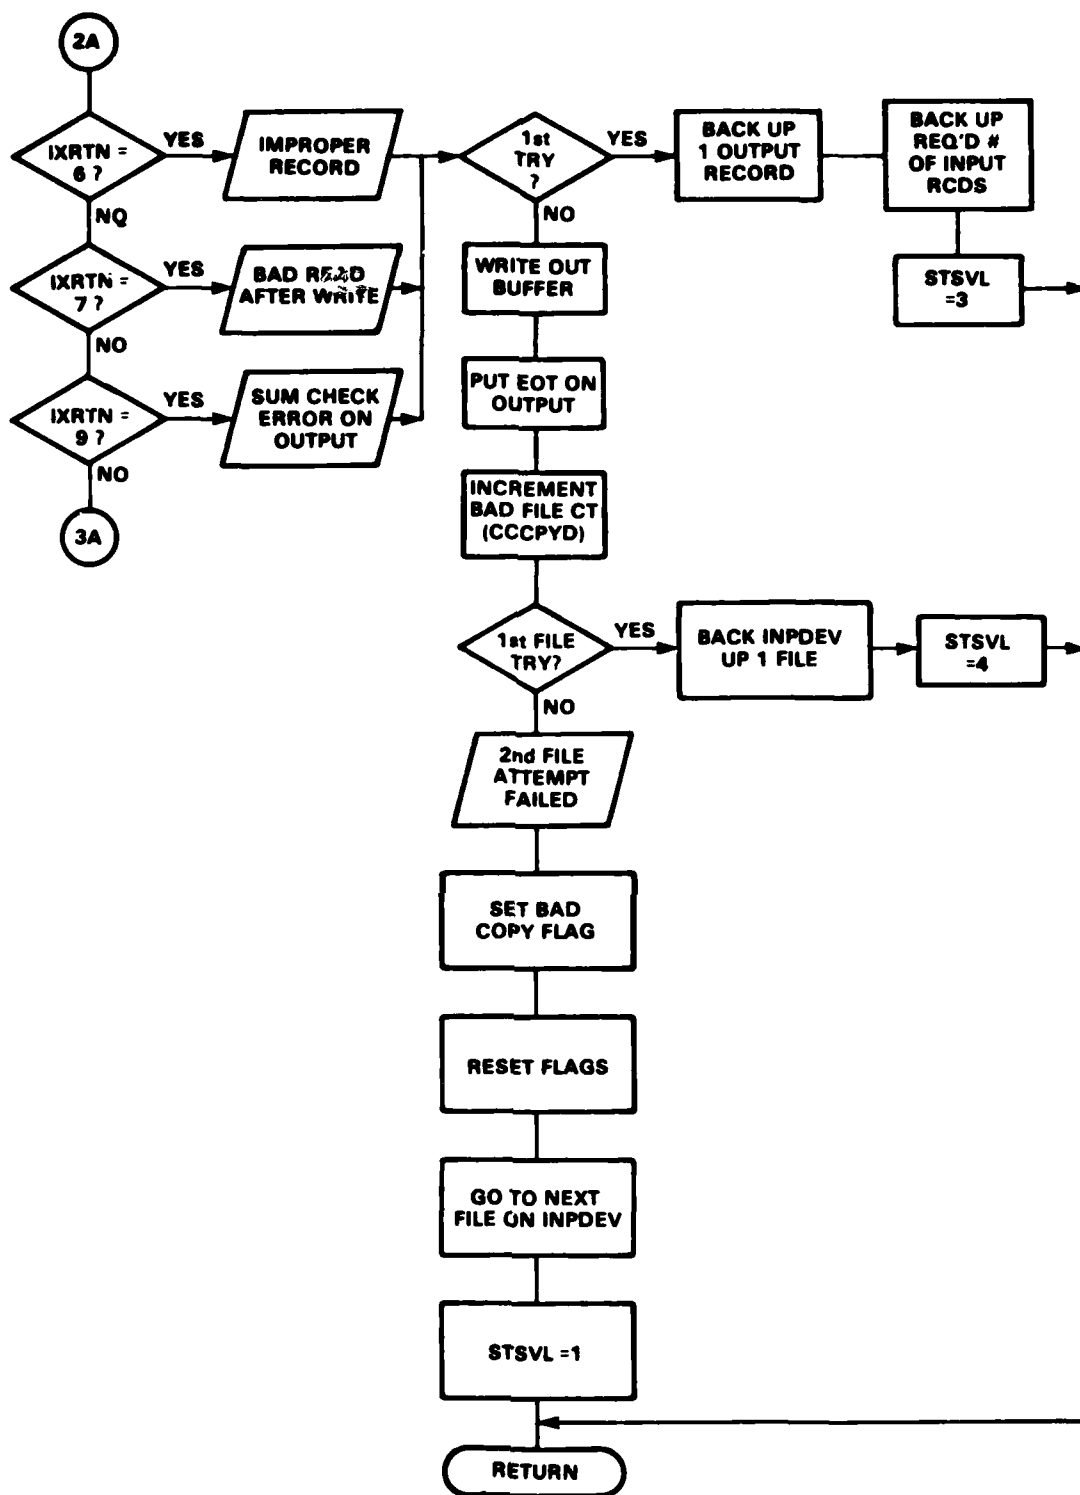 2A
IXRTN =
6 ?
YES
NO
IMPROPER
RECORD
1st
TRY
?
YES
NO
BACK UP
1 OUTPUT
RECORD
BACK UP
REQ'D #
OF INPUT
RCDS
STSVL
=3
IXRTN =
7 ?
YES
NO
BAD READ
AFTER WRITE
WRITE OUT
BUFFER
IXRTN =
9 ?
YES
NO
SUM CHECK
ERROR ON
OUTPUT
PUT EOT ON
OUTPUT
3A
INCREMENT
BAD FILE CT
(CCCPYD)
1st FILE
TRY?
YES
NO
BACK INPDEV
UP 1 FILE
STSVL
=4
2nd FILE
ATTEMPT
FAILED
SET BAD
COPY FLAG
RESET FLAGS
GO TO NEXT
FILE ON INPDEV
STSVL =1
RETURN